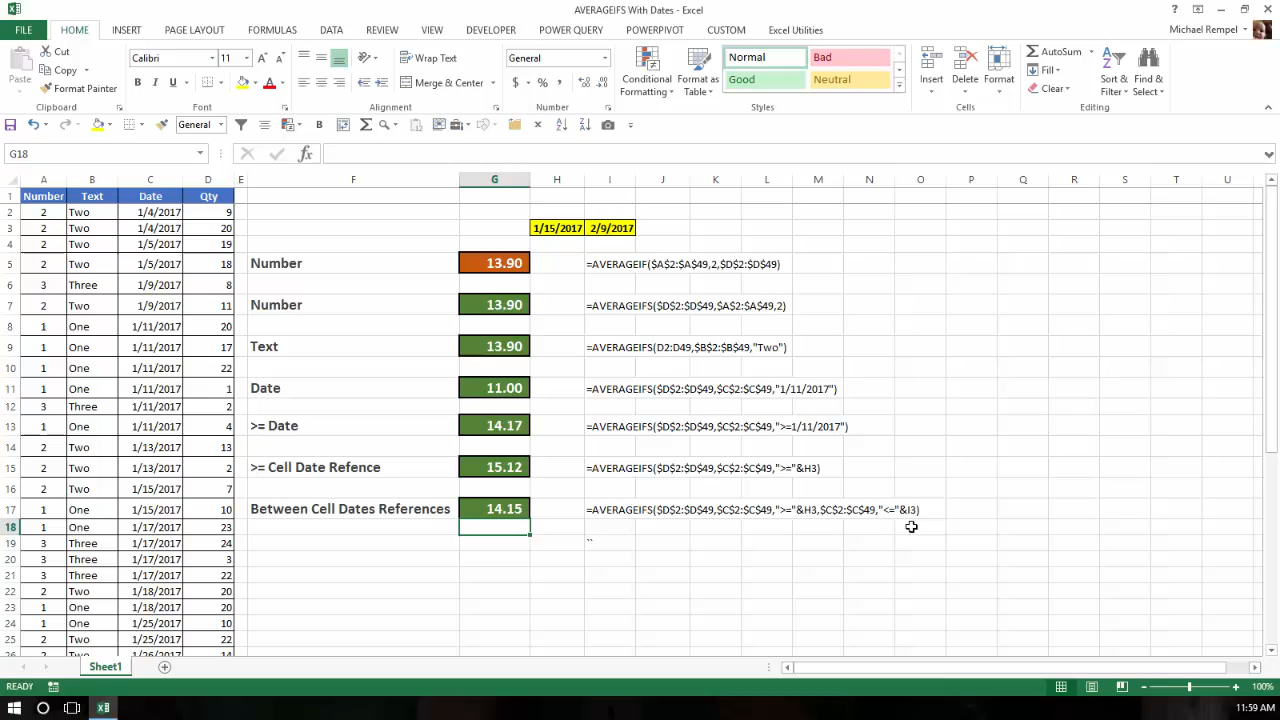 AVERAGEIFS With Dates - Excel
FILE HOME INSERT PAGE LAYOUT FORMULAS DATA REVIEW VIEW DEVELOPER POWER QUERY POWERPIVOT CUSTOM Excel Utilities Michael Rempel
Paste Cut Copy Format Painter Clipboard
Calibri 11 B I U Font
Wrap Text Merge & Center Alignment
General $ % , Number
Conditional Formatting Format as Table
Normal Bad Good Neutral Styles
Insert Delete Format Cells
AutoSum Fill Clear Sort & Filter Find & Select Editing
General B
G18 fx
A B C D E F G H I J K L M N O P Q R S T U
1 Number Text Date Qty
2 2 Two 1/4/2017 9
3 2 Two 1/4/2017 20 1/15/2017 2/9/2017
4 2 Two 1/5/2017 19
5 2 Two 1/5/2017 18 Number 13.90 =AVERAGEIF($A$2:$A$49,2,$D$2:$D$49)
6 3 Three 1/9/2017 8
7 2 Two 1/9/2017 11 Number 13.90 =AVERAGEIFS($D$2:$D$49,$A$2:$A$49,2)
8 1 One 1/11/2017 20
9 1 One 1/11/2017 17 Text 13.90 =AVERAGEIFS(D2:D49,$B$2:$B$49,"Two")
10 1 One 1/11/2017 22
11 1 One 1/11/2017 1 Date 11.00 =AVERAGEIFS($D$2:$D$49,$C$2:$C$49,"1/11/2017")
12 3 Three 1/11/2017 2
13 1 One 1/11/2017 4 >= Date 14.17 =AVERAGEIFS($D$2:$D$49,$C$2:$C$49,">=1/11/2017")
14 2 Two 1/13/2017 13
15 2 Two 1/13/2017 2 >= Cell Date Refence 15.12 =AVERAGEIFS($D$2:$D$49,$C$2:$C$49,">="&H3)
16 2 Two 1/15/2017 7
17 1 One 1/15/2017 10 Between Cell Dates References 14.15 =AVERAGEIFS($D$2:$D$49,$C$2:$C$49,">="&H3,$C$2:$C$49,"<="&I3)
18 1 One 1/17/2017 23
19 3 Three 1/17/2017 24 ``
20 3 Three 1/17/2017 3
21 3 Three 1/17/2017 22
22 2 Two 1/18/2017 20
23 1 One 1/18/2017 20
24 1 One 1/25/2017 10
25 2 Two 1/25/2017 22
26 2 Two 1/26/2017 14
Sheet1
READY 100%
11:59 AM